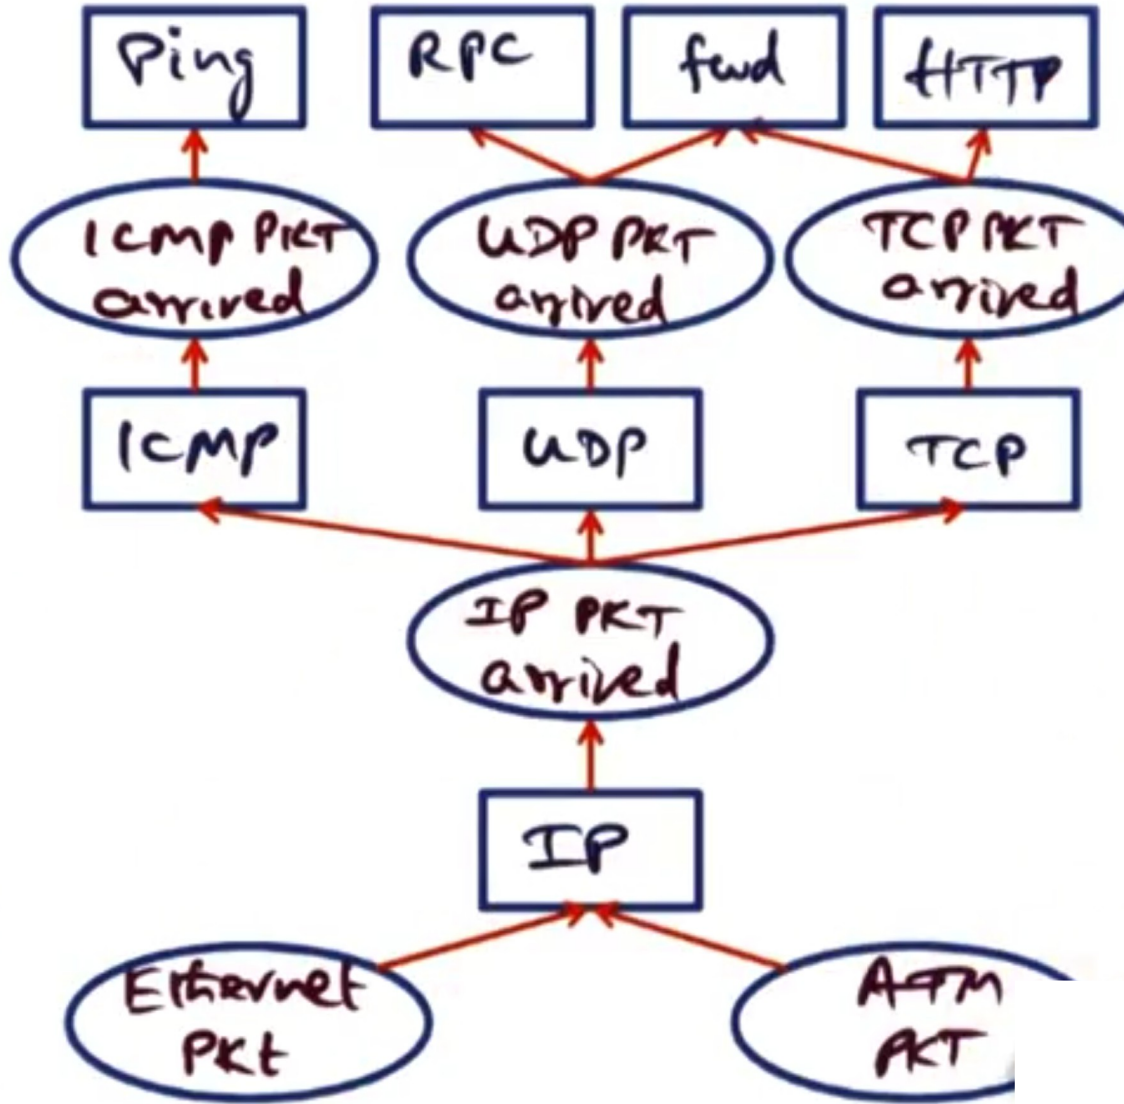 Ping
RPC
fwd
HTTP
ICMP PKT
arrived
UDP PKT
arrived
TCP PKT
arrived
ICMP
UDP
TCP
IP PKT
arrived
IP
Ethernet
PKt
ATM
PKT